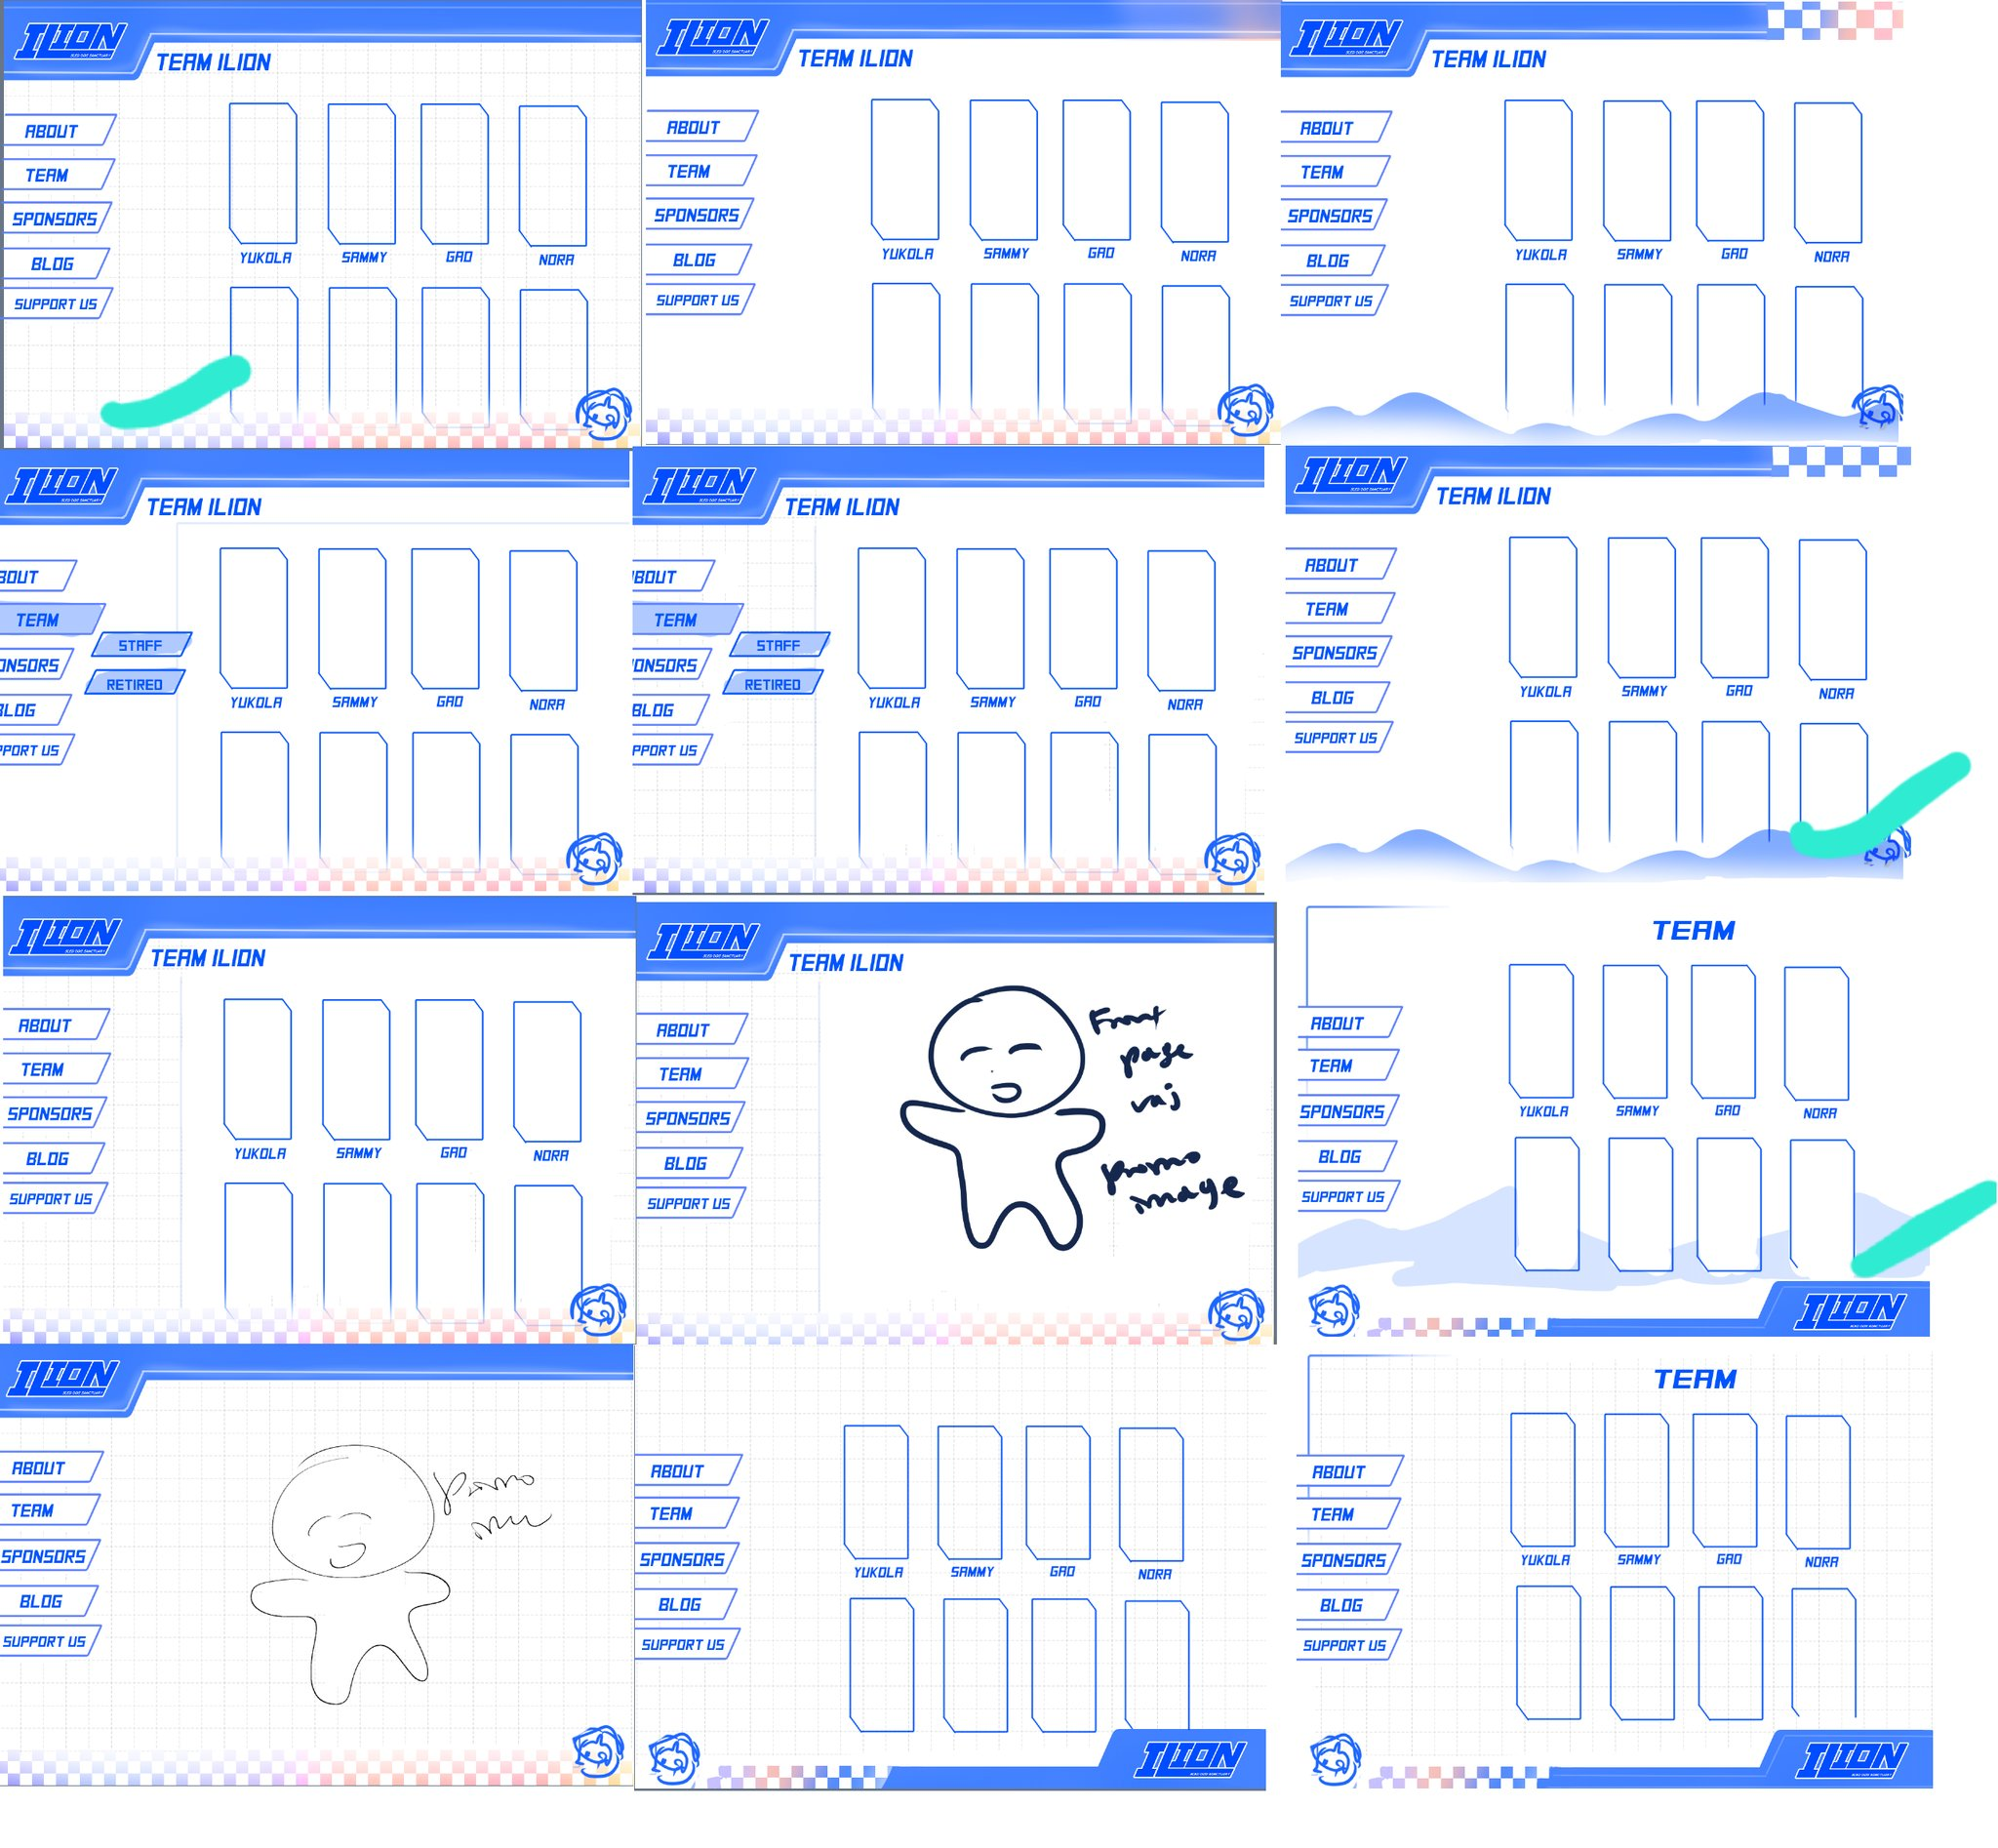 ILION
TEAM ILION
ABOUT
TEAM
SPONSORS
BLOG
SUPPORT US
YUKOLA
SAMMY
GAO
NORA
ILION
TEAM ILION
ABOUT
TEAM
SPONSORS
BLOG
SUPPORT US
YUKOLA
SAMMY
GAO
NORA
ILION
TEAM ILION
ABOUT
TEAM
SPONSORS
BLOG
SUPPORT US
YUKOLA
SAMMY
GAO
NORA
ILION
TEAM ILION
BOUT
TEAM
STAFF
ONSORS
RETIRED
BLOG
PPORT US
YUKOLA
SAMMY
GAO
NORA
ILION
TEAM ILION
BOUT
TEAM
STAFF
ONSORS
RETIRED
BLOG
PPORT US
YUKOLA
SAMMY
GAO
NORA
ILION
TEAM ILION
ABOUT
TEAM
SPONSORS
BLOG
SUPPORT US
YUKOLA
SAMMY
GAO
NORA
ILION
TEAM ILION
ABOUT
TEAM
SPONSORS
BLOG
SUPPORT US
YUKOLA
SAMMY
GAO
NORA
ILION
TEAM ILION
ABOUT
TEAM
SPONSORS
BLOG
SUPPORT US
Front
page
promo
image
TEAM
ABOUT
TEAM
SPONSORS
BLOG
SUPPORT US
YUKOLA
SAMMY
GAO
NORA
ILION
ILION
ABOUT
TEAM
SPONSORS
BLOG
SUPPORT US
promo
ABOUT
TEAM
SPONSORS
BLOG
SUPPORT US
YUKOLA
SAMMY
GAO
NORA
ILION
TEAM
ABOUT
TEAM
SPONSORS
BLOG
SUPPORT US
YUKOLA
SAMMY
GAO
NORA
ILION